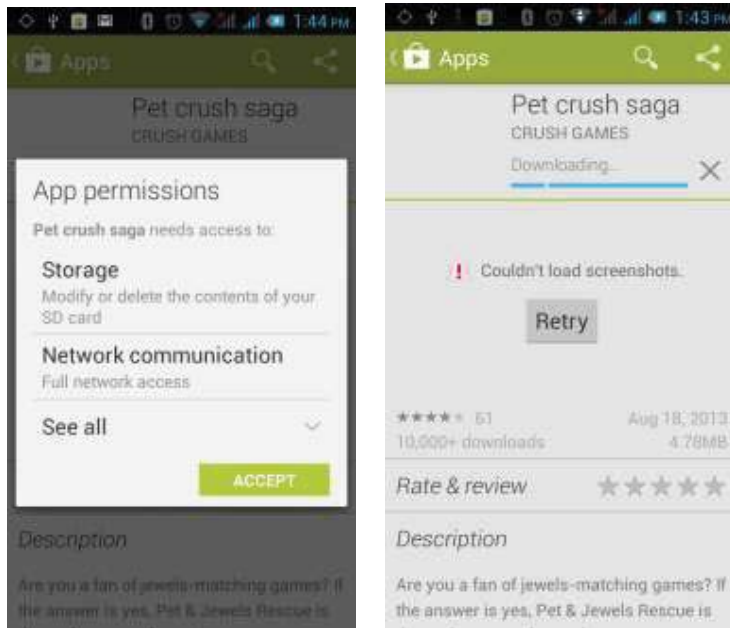 1:44 PM
Apps
Pet crush saga
CRUSH GAMES
App permissions
Pet crush saga needs access to:
Storage
Modify or delete the contents of your
SD card
Network communication
Full network access
See all
ACCEPT
Description
Are you a fan of jewels-matching games? If
the answer is yes, Pet & Jewels Rescue is
1:43 PM
Apps
Pet crush saga
CRUSH GAMES
Downloading...
Couldn't load screenshots.
Retry
61
Aug 18, 2013
10,000+ downloads
4.78MB
Rate & review
Description
Are you a fan of jewels-matching games? If
the answer is yes, Pet & Jewels Rescue is